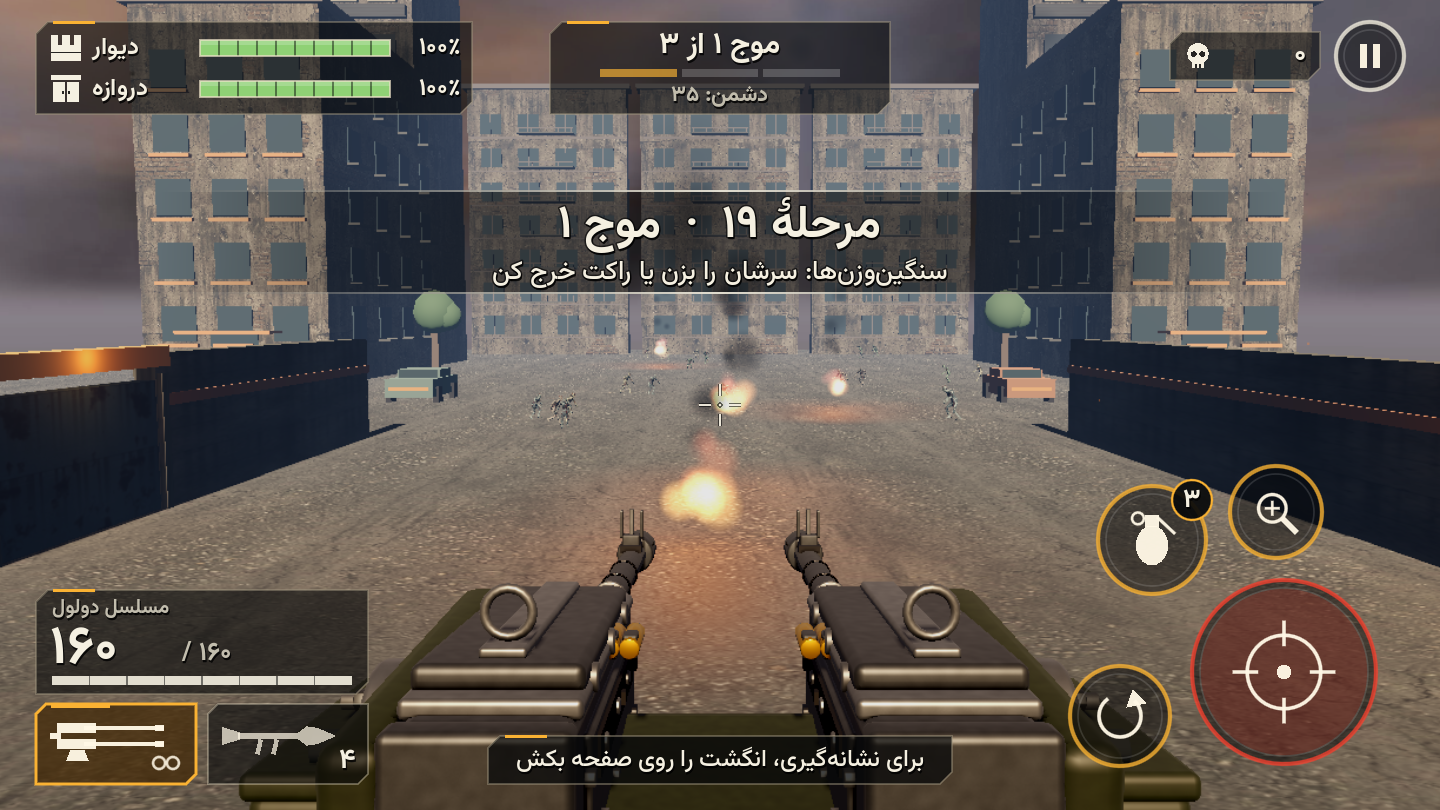 دیوار ۱۰۰٪
دروازه ۱۰۰٪
موج ۱ از ۳
دشمن: ۳۵
۰
مرحلهٔ ۱۹ · موج ۱
سنگین‌وزن‌ها: سرشان را بزن یا راکت خرج کن
۳
مسلسل دولول
۱۶۰ / ۱۶۰
∞
۴
برای نشانه‌گیری، انگشت را روی صفحه بکش